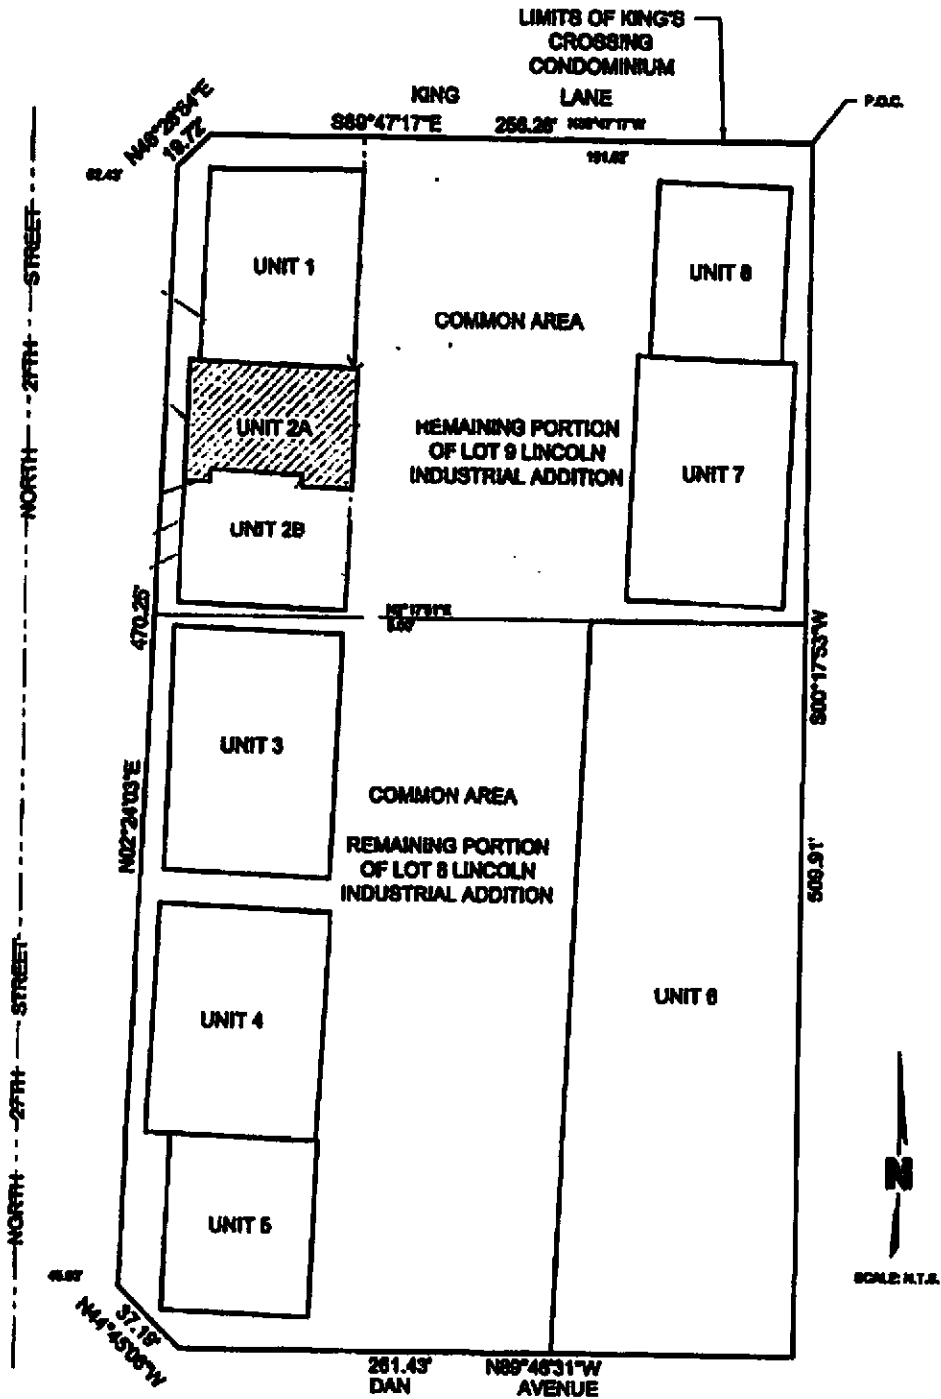 LIMITS OF KING'S
CROSSING
CONDOMINIUM
KING LANE
P.O.C.
N46°26'54"E
19.72'
S89°47'17"E 256.26'
UNIT 1
UNIT 8
COMMON AREA
NORTH 27TH STREET
UNIT 2A
REMAINING PORTION
OF LOT 9 LINCOLN
INDUSTRIAL ADDITION
UNIT 7
UNIT 2B
470.25'
N02°24'03"E
S00°17'53"W
509.91'
UNIT 3
COMMON AREA
REMAINING PORTION
OF LOT 8 LINCOLN
INDUSTRIAL ADDITION
UNIT 6
UNIT 4
NORTH 27TH STREET
UNIT 5
N
SCALE: N.T.S.
37.19'
N44°45'06"W
261.43' N89°46'31"W
DAN AVENUE